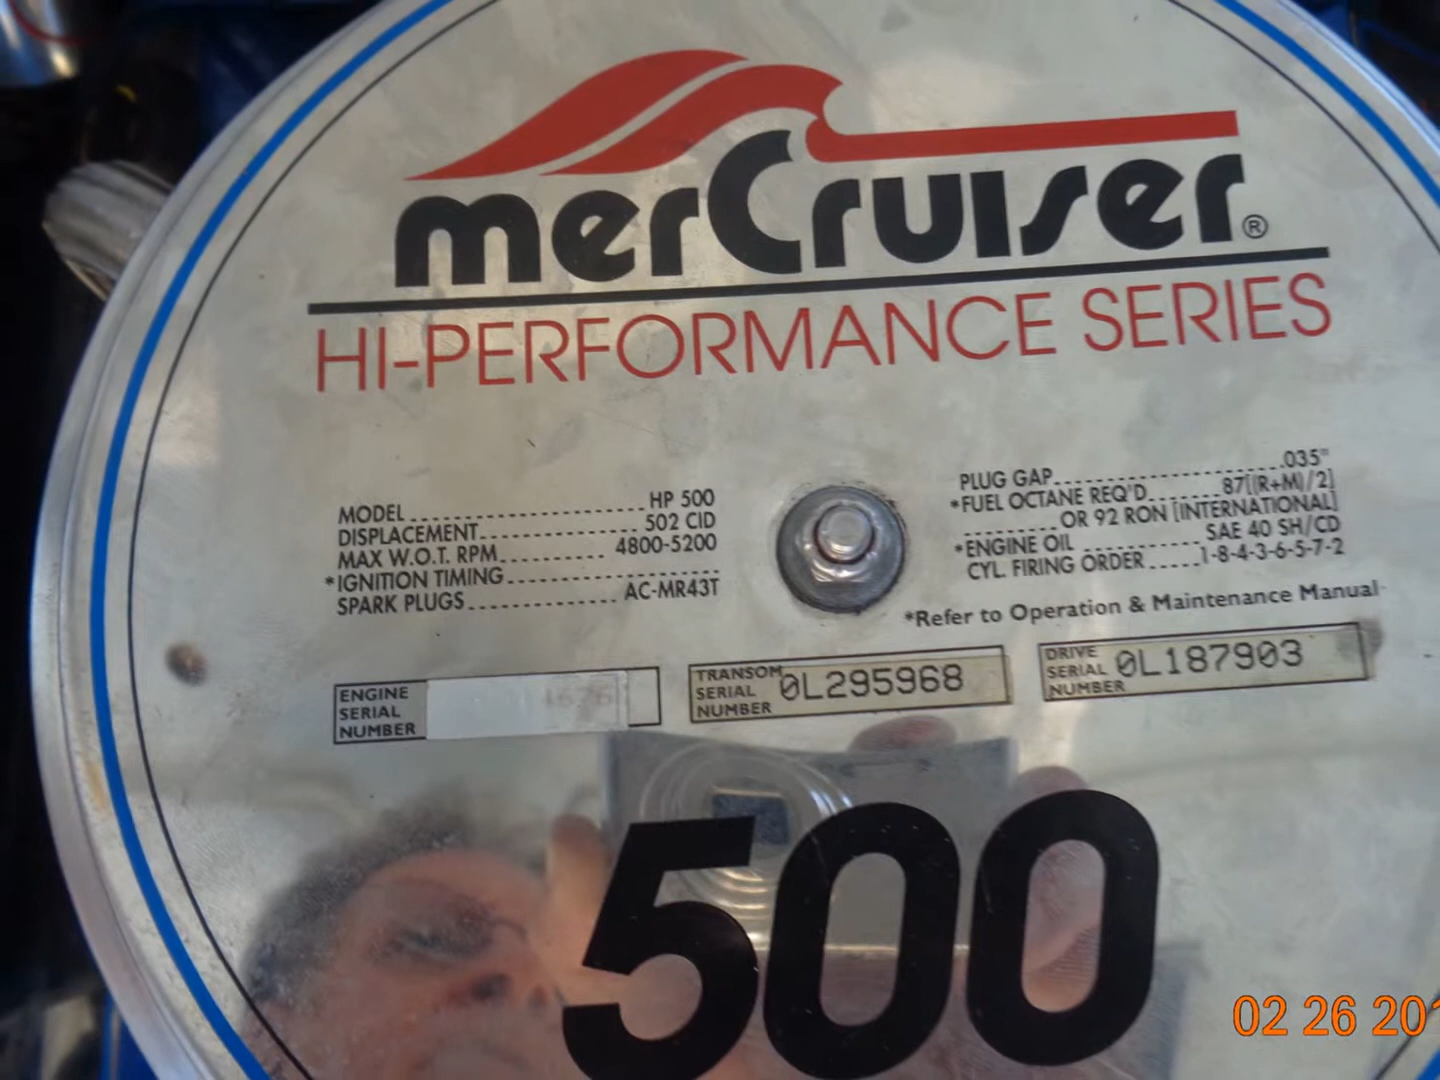 merCruiser®
HI-PERFORMANCE SERIES
MODEL........................HP 500
DISPLACEMENT...................502 CID
MAX W.O.T. RPM............4800-5200
*IGNITION TIMING........................
SPARK PLUGS.................AC-MR43T
PLUG GAP........................035"
*FUEL OCTANE REQ'D.........87[(R+M)/2]
.........OR 92 RON [INTERNATIONAL]
*ENGINE OIL..............SAE 40 SH/CD
CYL. FIRING ORDER.....1-8-4-3-6-5-7-2
*Refer to Operation & Maintenance Manual
ENGINE
SERIAL
NUMBER
TRANSOM
SERIAL 0L295968
NUMBER
DRIVE
SERIAL 0L187903
NUMBER
500
02 26 20